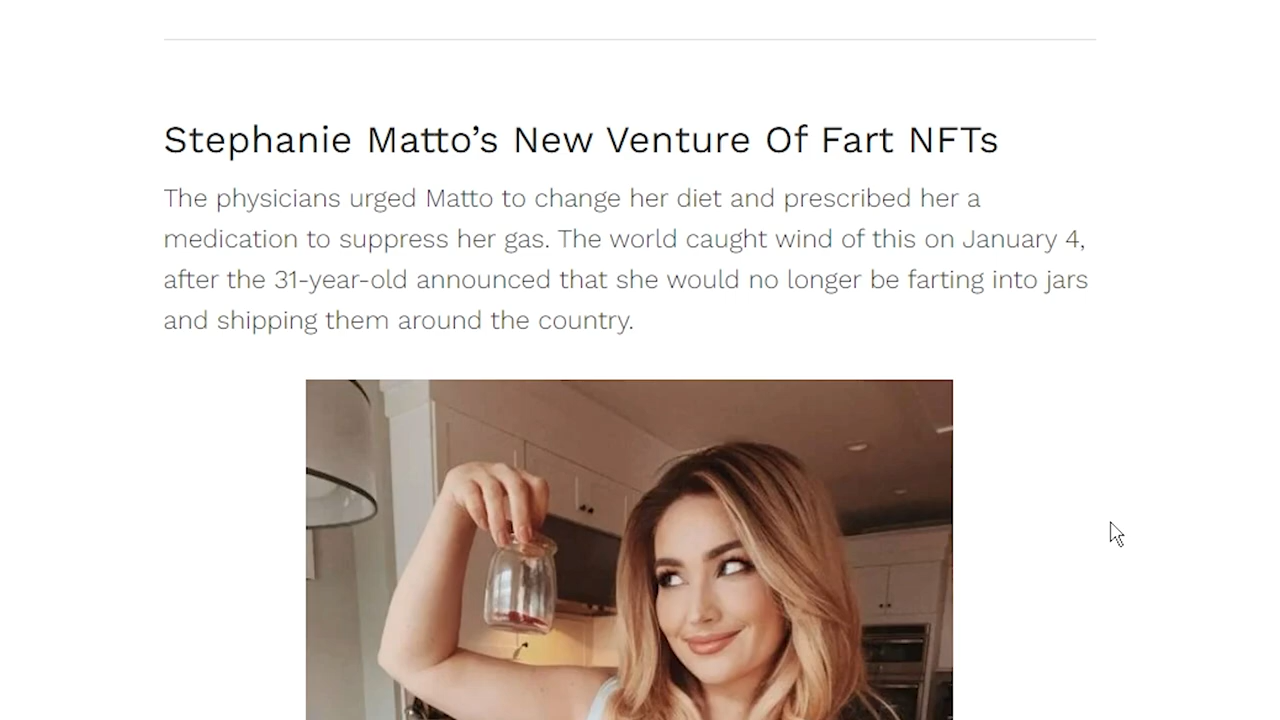 Stephanie Matto’s New Venture Of Fart NFTs
The physicians urged Matto to change her diet and prescribed her a
medication to suppress her gas. The world caught wind of this on January 4,
after the 31-year-old announced that she would no longer be farting into jars
and shipping them around the country.